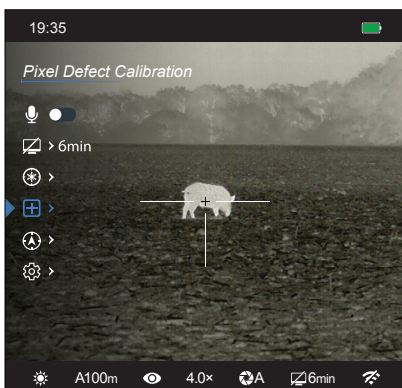 19:35
Pixel Defect Calibration
6min
A100m
4.0×
A
6min